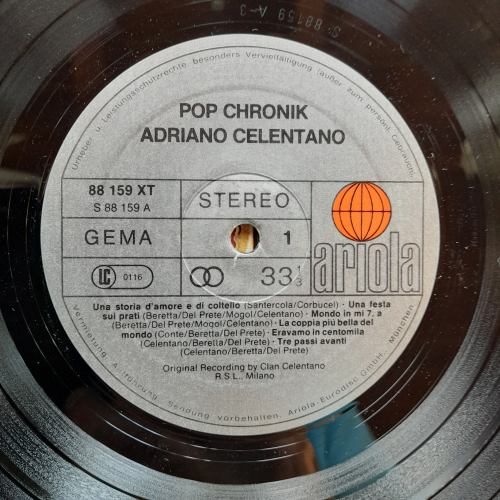 S 88159 A-3
Urheber- u. Leistungsschutzrechte, besonders Vervielfältigung (außer zum persönl. Gebrauch),
POP CHRONIK
ADRIANO CELENTANO
88 159 XT
S 88 159 A
STEREO
GEMA
1
LC 0116
33 1/3
ariola
Una storia d'amore e di coltello (Santercola/Corbucci) · Una festa
sui prati (Beretta/Del Prete/Mogol/Celentano) · Mondo in mi 7. a
(Beretta/Del Prete/Mogol/Celentano) · La coppia più bella del
mondo (Conte/Beretta/Del Prete) · Eravamo in centomila
(Celentano/Beretta/Del Prete) · Tre passi avanti
(Celentano/Beretta/Del Prete)
Original Recording by Clan Celentano
R.S.L. Milano
Vermietung, Aufführung, Sendung vorbehalten. Ariola-Eurodisc GmbH, München